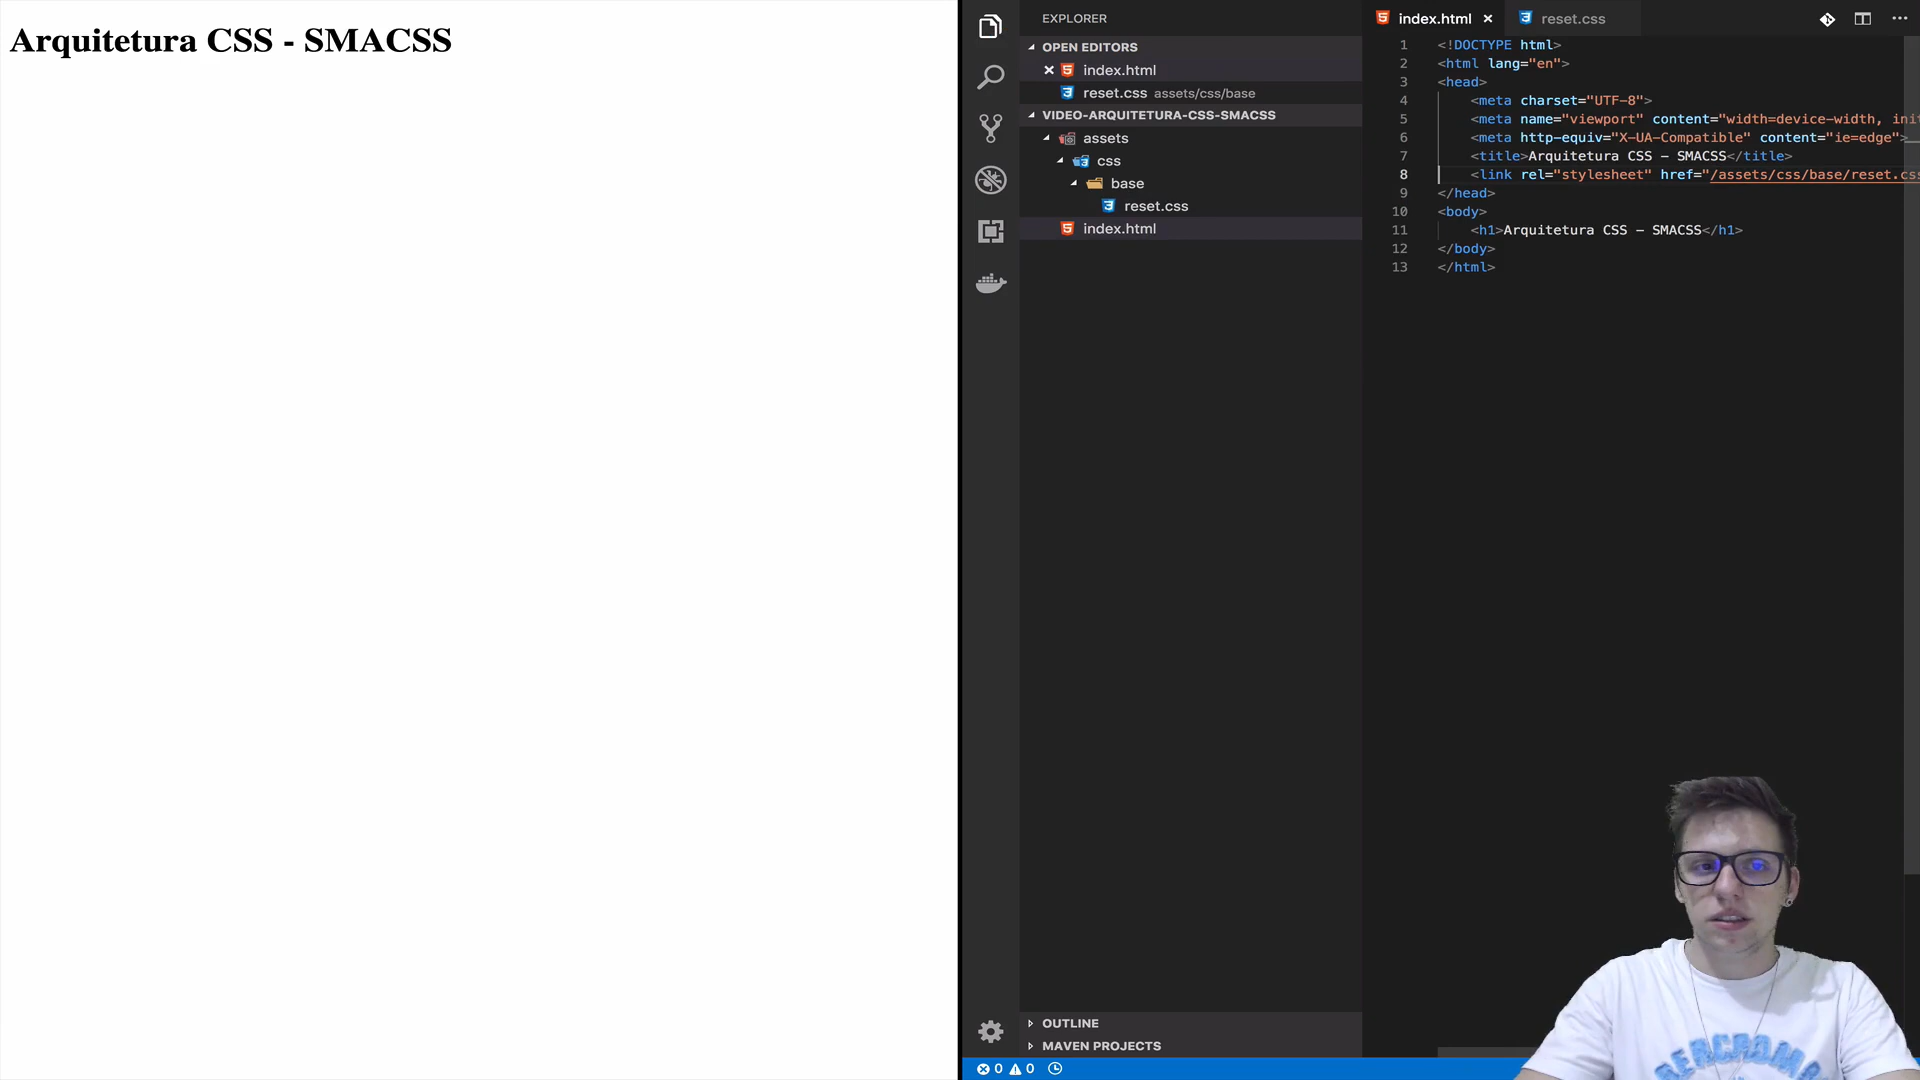 Arquitetura CSS - SMACSS
EXPLORER
OPEN EDITORS
index.html
reset.css assets/css/base
VIDEO-ARQUITETURA-CSS-SMACSS
assets
css
base
reset.css
index.html
OUTLINE
MAVEN PROJECTS
0 0
index.html reset.css
1 <!DOCTYPE html>
2 <html lang="en">
3 <head>
4 <meta charset="UTF-8">
5 <meta name="viewport" content="width=device-width, init
6 <meta http-equiv="X-UA-Compatible" content="ie=edge">
7 <title>Arquitetura CSS - SMACSS</title>
8 <link rel="stylesheet" href="/assets/css/base/reset.cs
9 </head>
10 <body>
11 <h1>Arquitetura CSS - SMACSS</h1>
12 </body>
13 </html>